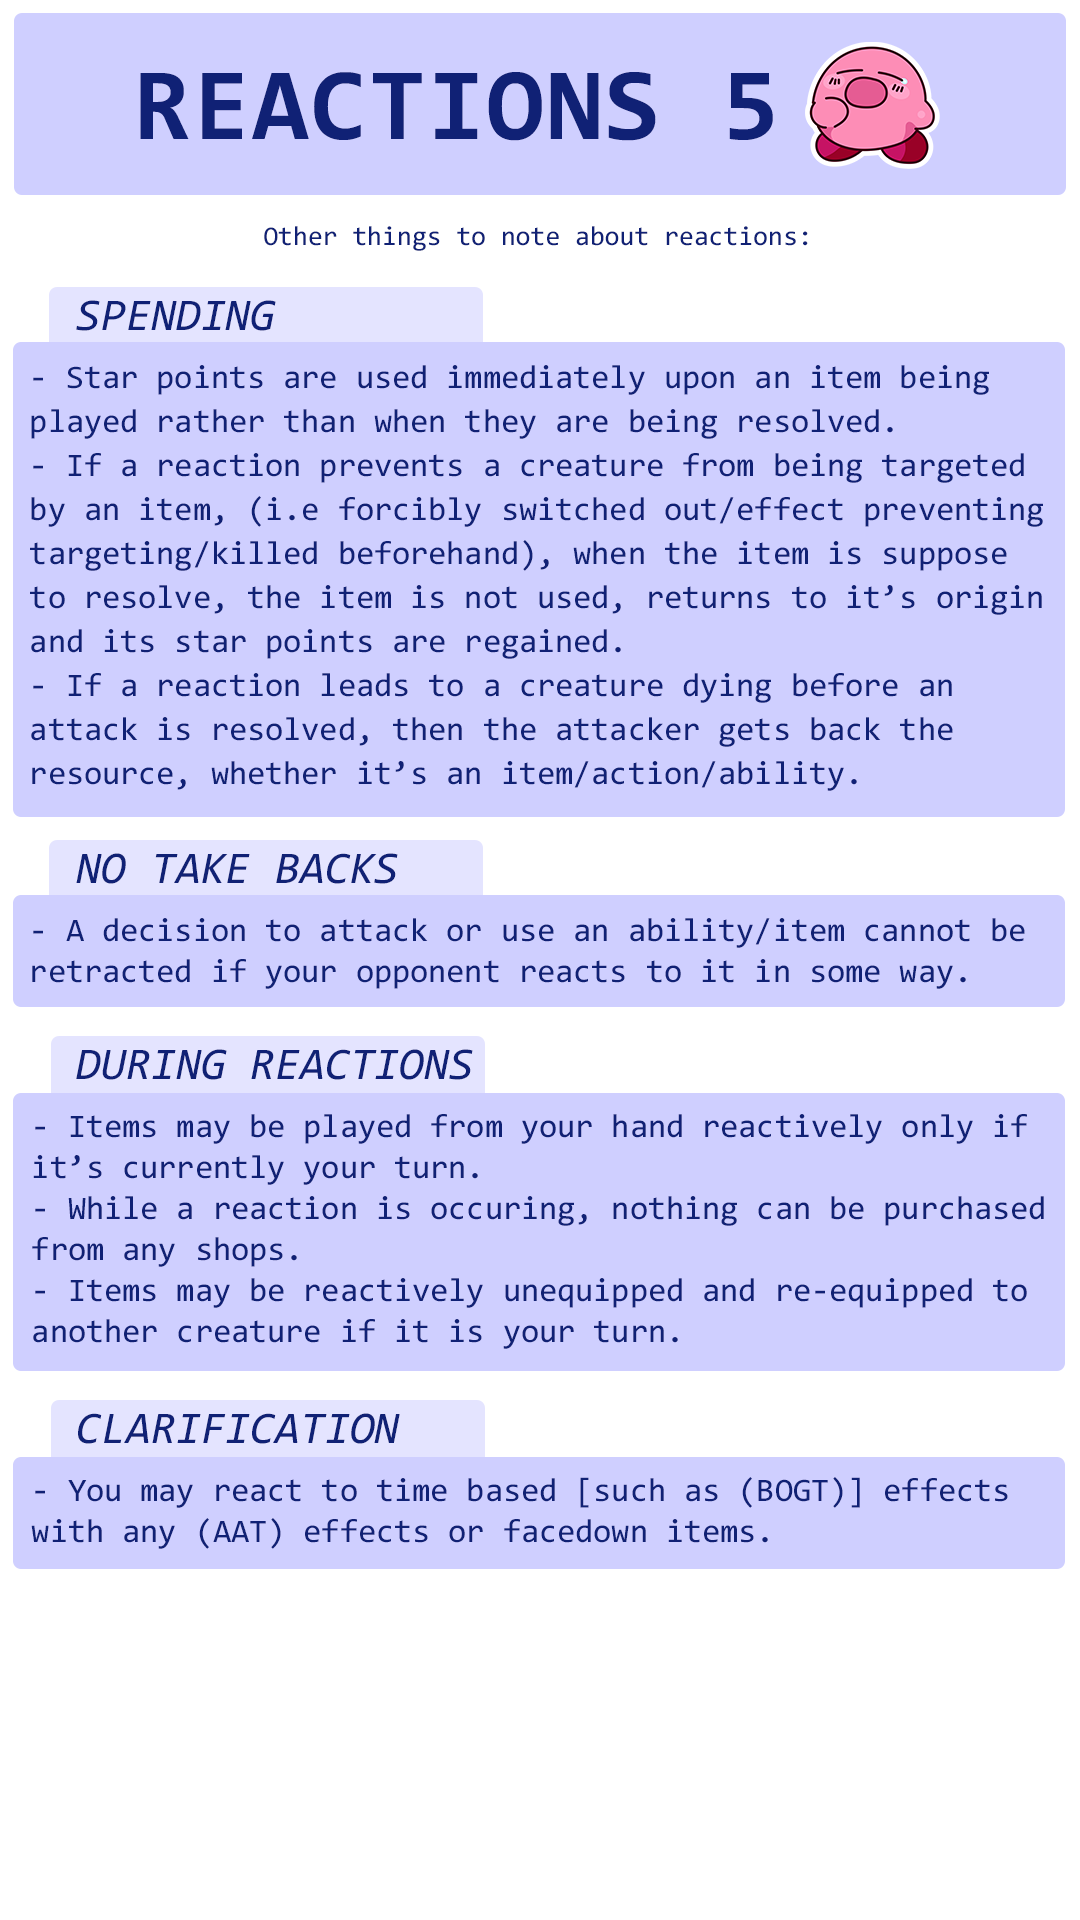 REACTIONS 5
Other things to note about reactions:
SPENDING
- Star points are used immediately upon an item being
played rather than when they are being resolved.
- If a reaction prevents a creature from being targeted
by an item, (i.e forcibly switched out/effect preventing
targeting/killed beforehand), when the item is suppose
to resolve, the item is not used, returns to it’s origin
and its star points are regained.
- If a reaction leads to a creature dying before an
attack is resolved, then the attacker gets back the
resource, whether it’s an item/action/ability.
NO TAKE BACKS
- A decision to attack or use an ability/item cannot be
retracted if your opponent reacts to it in some way.
DURING REACTIONS
- Items may be played from your hand reactively only if
it’s currently your turn.
- While a reaction is occuring, nothing can be purchased
from any shops.
- Items may be reactively unequipped and re-equipped to
another creature if it is your turn.
CLARIFICATION
- You may react to time based [such as (BOGT)] effects
with any (AAT) effects or facedown items.